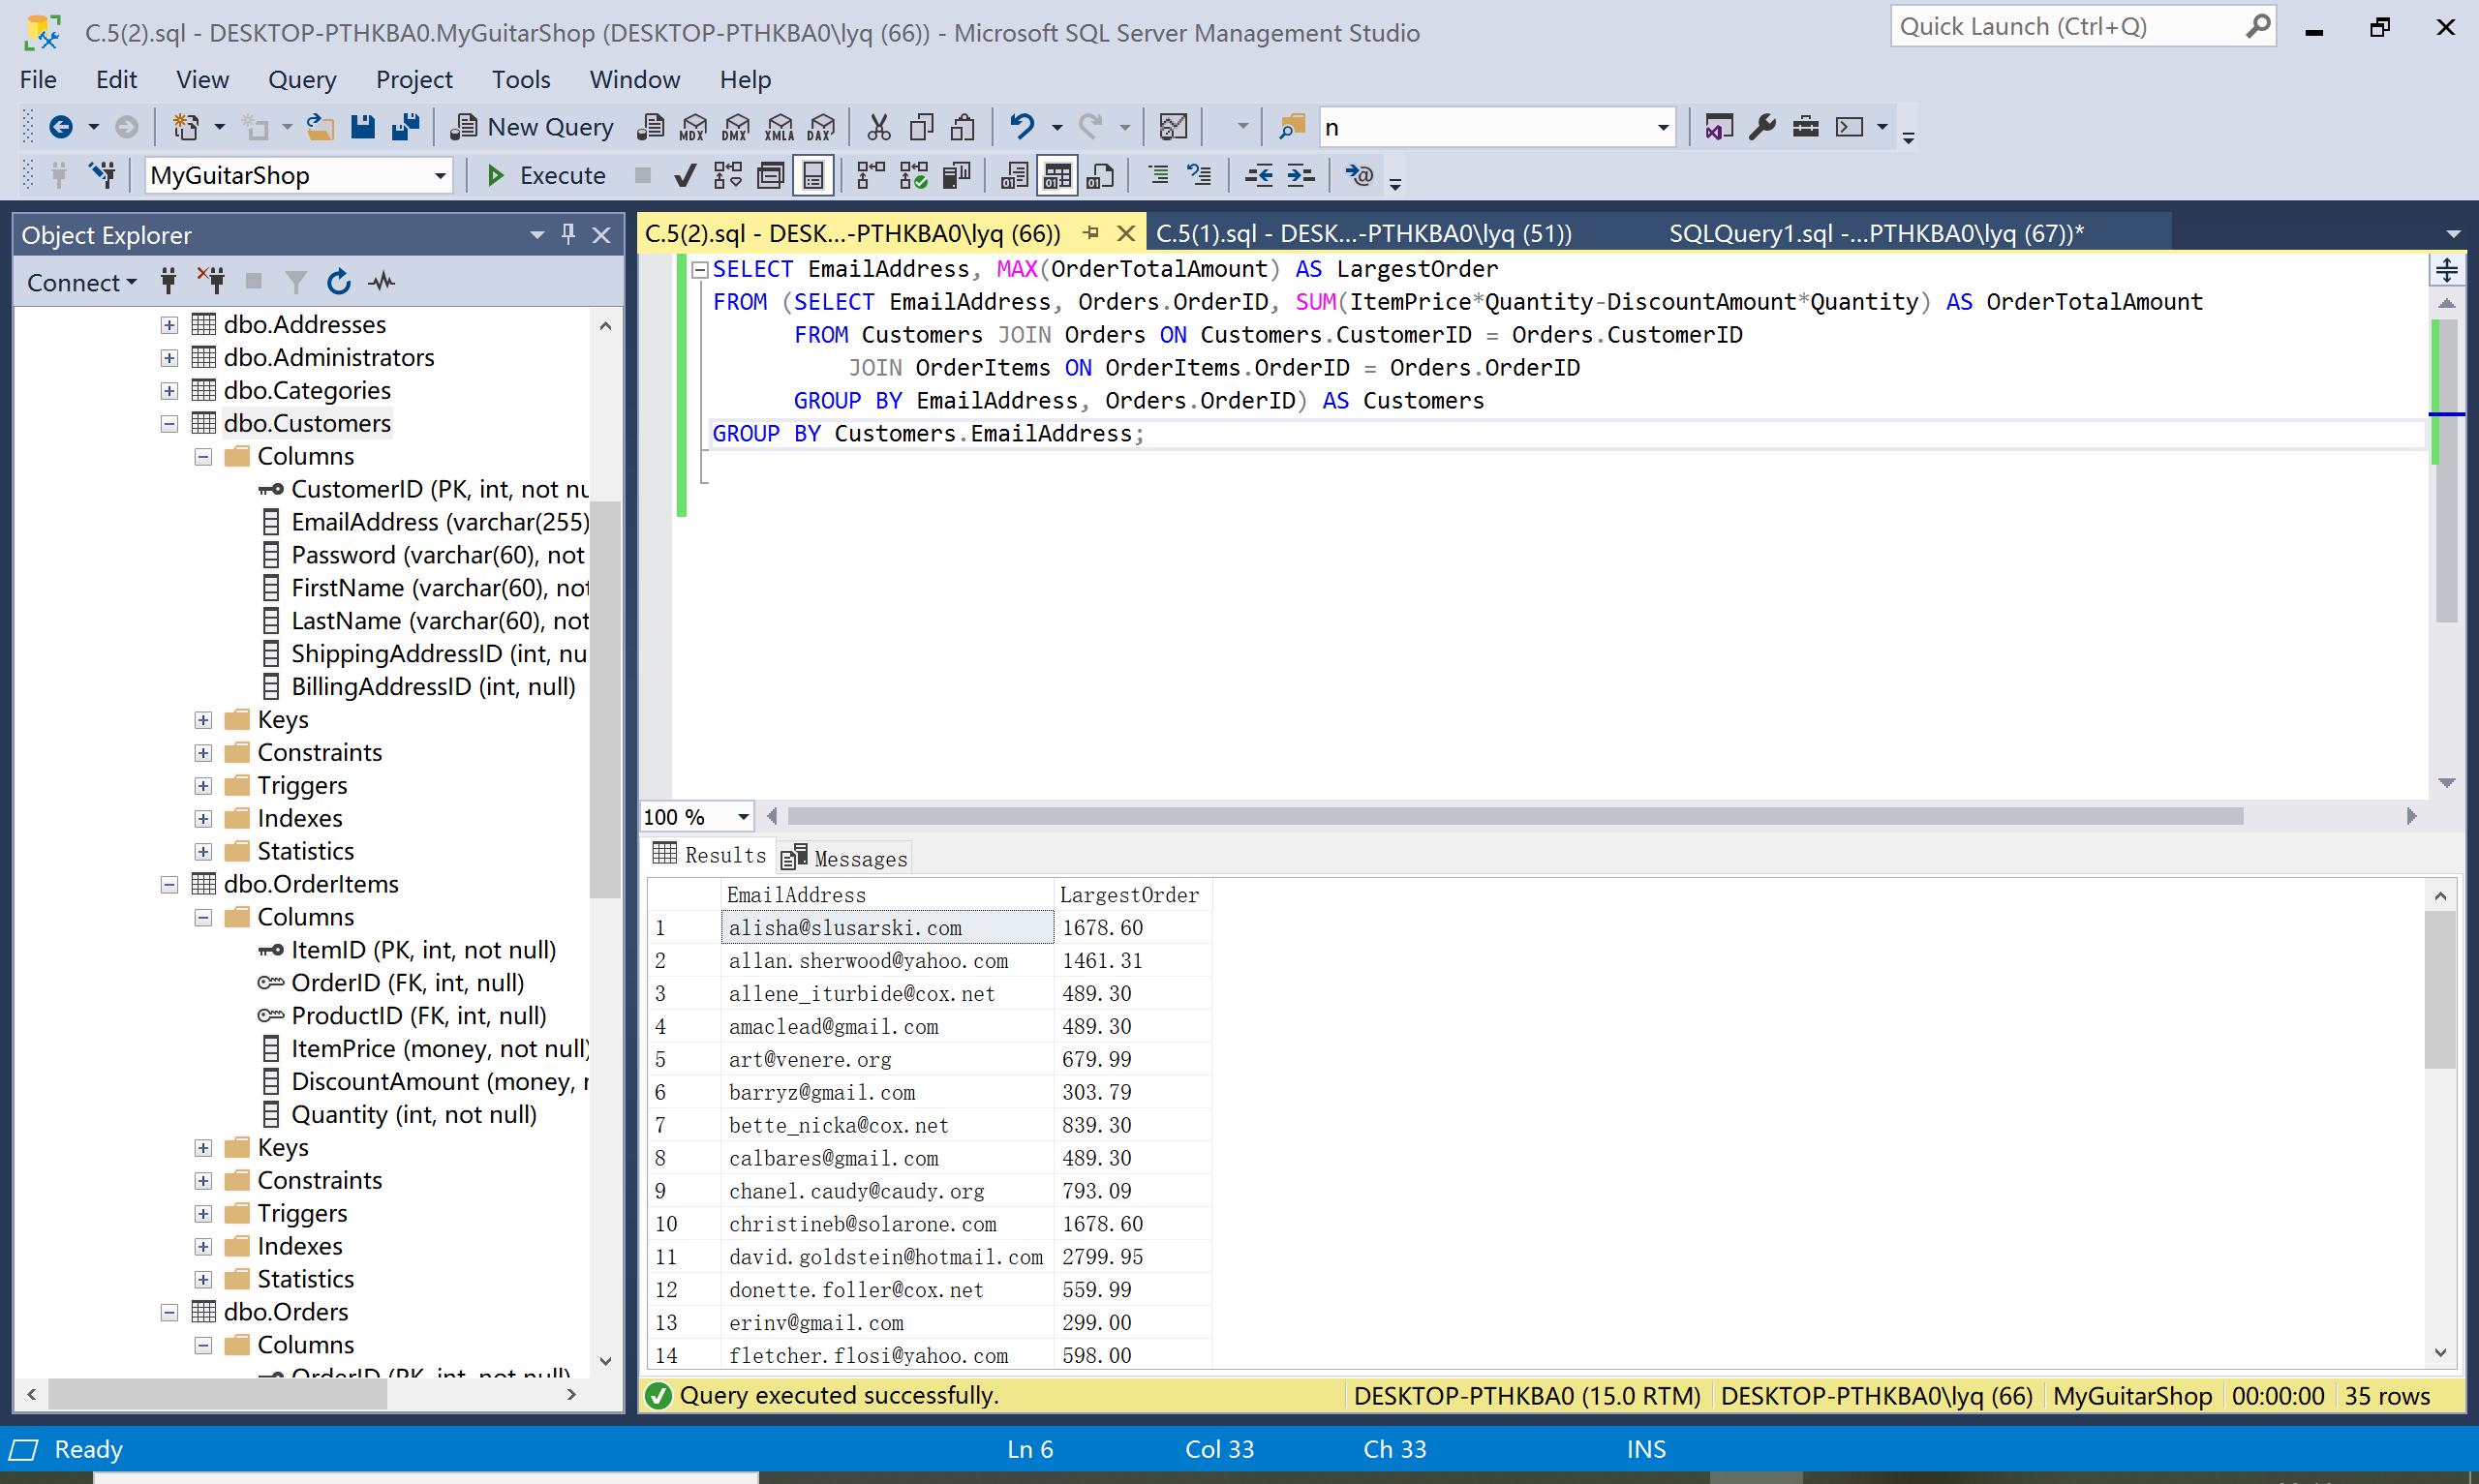 C.5(2).sql - DESKTOP-PTHKBA0.MyGuitarShop (DESKTOP-PTHKBA0\lyq (66)) - Microsoft SQL Server Management Studio
Quick Launch (Ctrl+Q)
File Edit View Query Project Tools Window Help
New Query MDX DMX XMLA DAX n
MyGuitarShop Execute
Object Explorer
Connect
dbo.Addresses
dbo.Administrators
dbo.Categories
dbo.Customers
Columns
CustomerID (PK, int, not nu
EmailAddress (varchar(255)
Password (varchar(60), not
FirstName (varchar(60), not
LastName (varchar(60), not
ShippingAddressID (int, nu
BillingAddressID (int, null)
Keys
Constraints
Triggers
Indexes
Statistics
dbo.OrderItems
Columns
ItemID (PK, int, not null)
OrderID (FK, int, null)
ProductID (FK, int, null)
ItemPrice (money, not null)
DiscountAmount (money, r
Quantity (int, not null)
Keys
Constraints
Triggers
Indexes
Statistics
dbo.Orders
Columns
OrderID (PK, int, not null)
C.5(2).sql - DESK...-PTHKBA0\lyq (66)) C.5(1).sql - DESK...-PTHKBA0\lyq (51)) SQLQuery1.sql -...PTHKBA0\lyq (67))*
SELECT EmailAddress, MAX(OrderTotalAmount) AS LargestOrder
FROM (SELECT EmailAddress, Orders.OrderID, SUM(ItemPrice*Quantity-DiscountAmount*Quantity) AS OrderTotalAmount
FROM Customers JOIN Orders ON Customers.CustomerID = Orders.CustomerID
JOIN OrderItems ON OrderItems.OrderID = Orders.OrderID
GROUP BY EmailAddress, Orders.OrderID) AS Customers
GROUP BY Customers.EmailAddress;
100 %
Results Messages
EmailAddress LargestOrder
1 alisha@slusarski.com 1678.60
2 allan.sherwood@yahoo.com 1461.31
3 allene_iturbide@cox.net 489.30
4 amaclead@gmail.com 489.30
5 art@venere.org 679.99
6 barryz@gmail.com 303.79
7 bette_nicka@cox.net 839.30
8 calbares@gmail.com 489.30
9 chanel.caudy@caudy.org 793.09
10 christineb@solarone.com 1678.60
11 david.goldstein@hotmail.com 2799.95
12 donette.foller@cox.net 559.99
13 erinv@gmail.com 299.00
14 fletcher.flosi@yahoo.com 598.00
Query executed successfully. DESKTOP-PTHKBA0 (15.0 RTM) DESKTOP-PTHKBA0\lyq (66) MyGuitarShop 00:00:00 35 rows
Ready Ln 6 Col 33 Ch 33 INS